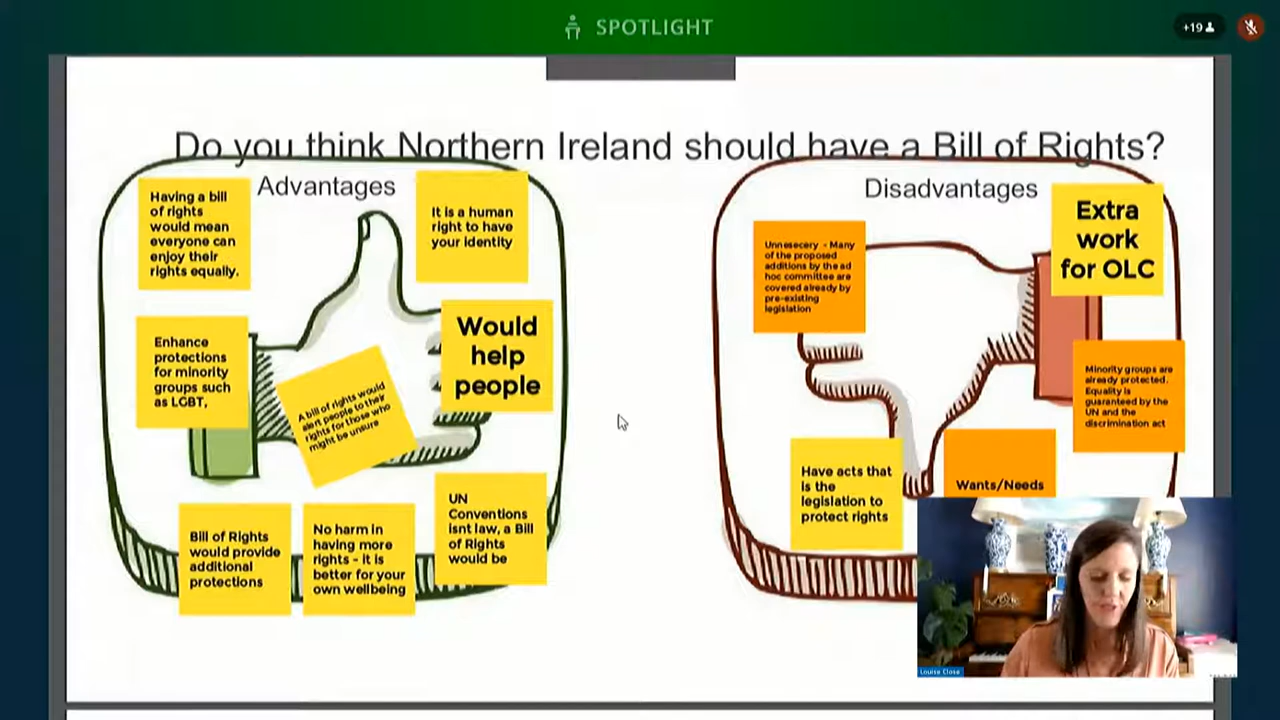 SPOTLIGHT
+19
Do you think Northern Ireland should have a Bill of Rights?
Advantages
Having a bill
of rights
would mean
everyone can
enjoy their
rights equally.
It is a human
right to have
your identity
Enhance
protections
for minority
groups such
as LGBT,
Would
help
people
A bill of rights would
alert people to their
rights for those who
might be unsure
Bill of Rights
would provide
additional
protections
No harm in
having more
rights - it is
better for your
own wellbeing
UN
Conventions
isnt law, a Bill
of Rights
would be
Disadvantages
Unnesecery - Many
of the proposed
additions by the ad
hoc committee are
covered already by
pre-existing
legislation
Extra
work
for OLC
Minority groups are
already protected.
Equality is
guaranteed by the
UN and the
discrimination act
Have acts that
is the
legislation to
protect rights
Wants/Needs
Louise Close